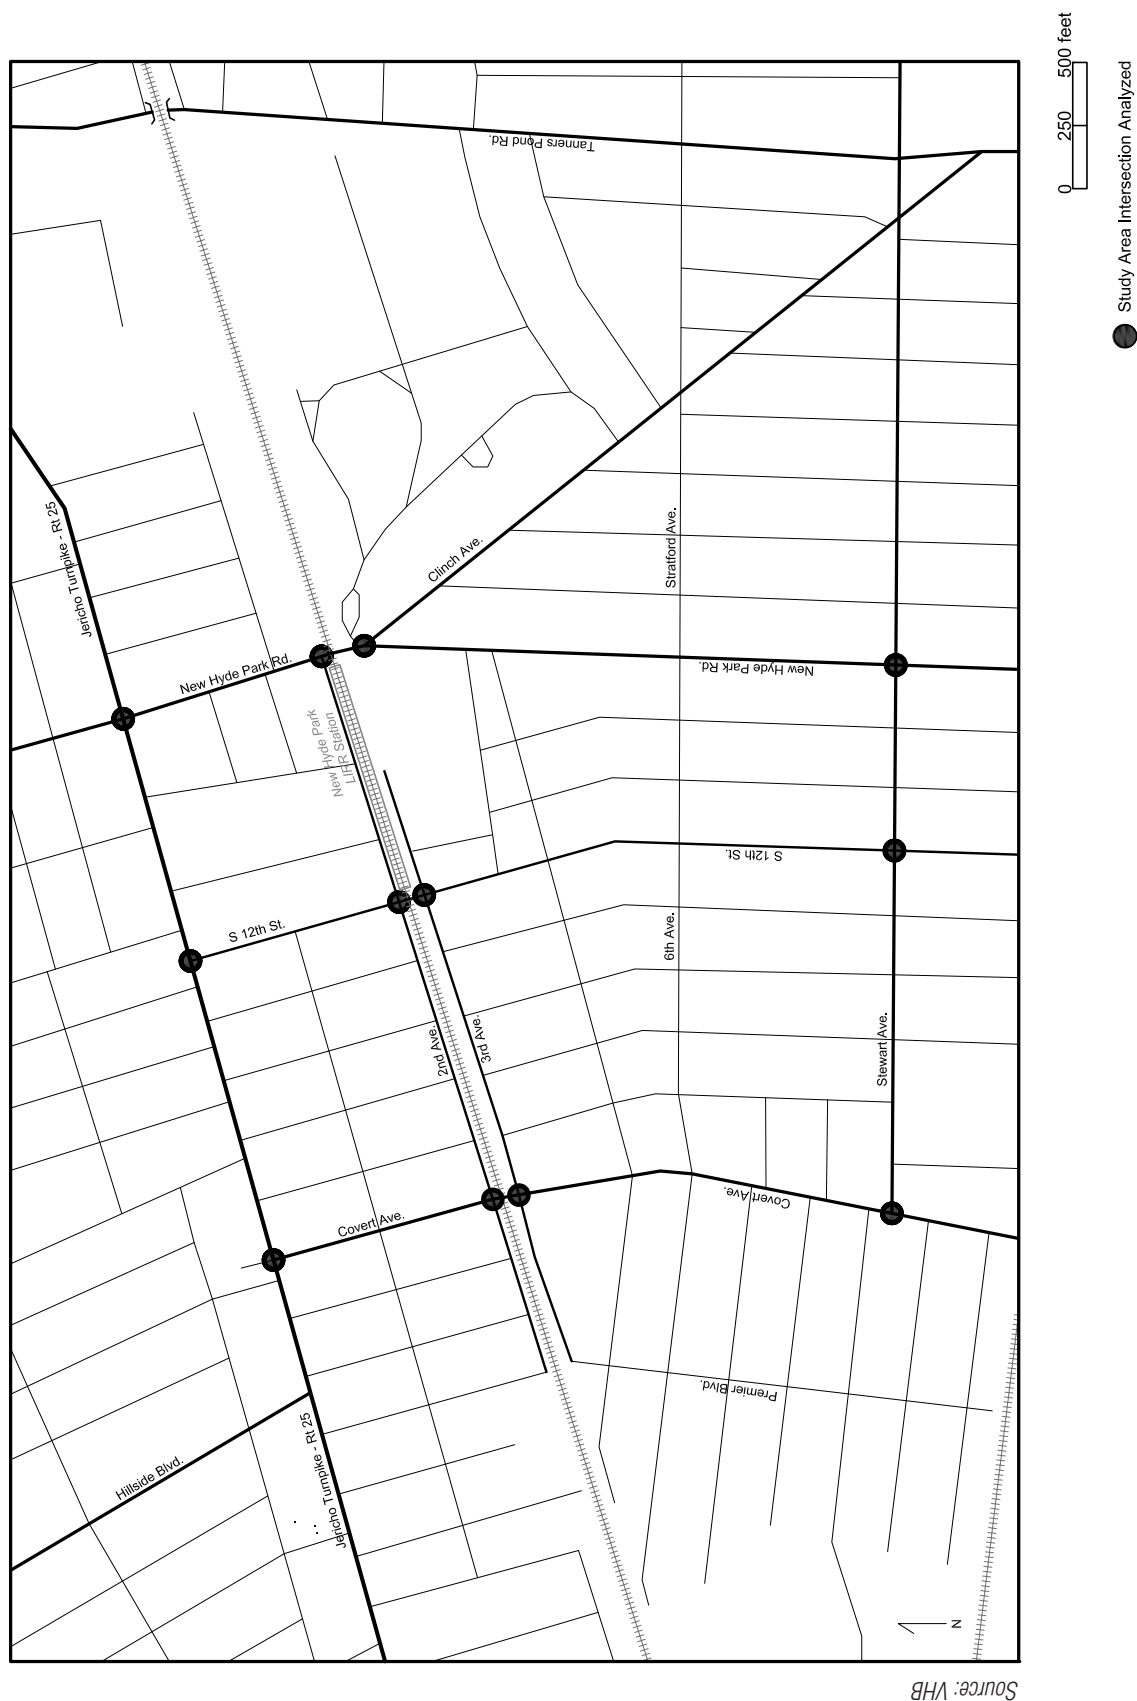 0 250 500 feet
Study Area Intersection Analyzed
Tanners Pond Rd.
Jericho Turnpike - Rt 25
New Hyde Park Rd.
New Hyde Park
LIRR Station
Clinch Ave.
Stratford Ave.
New Hyde Park Rd.
S 12th St.
S 12th St.
6th Ave.
2nd Ave.
3rd Ave.
Stewart Ave.
Covert Ave.
Covert Ave.
Hillside Blvd.
Jericho Turnpike - Rt 25
Premier Blvd.
N
Source: VHB